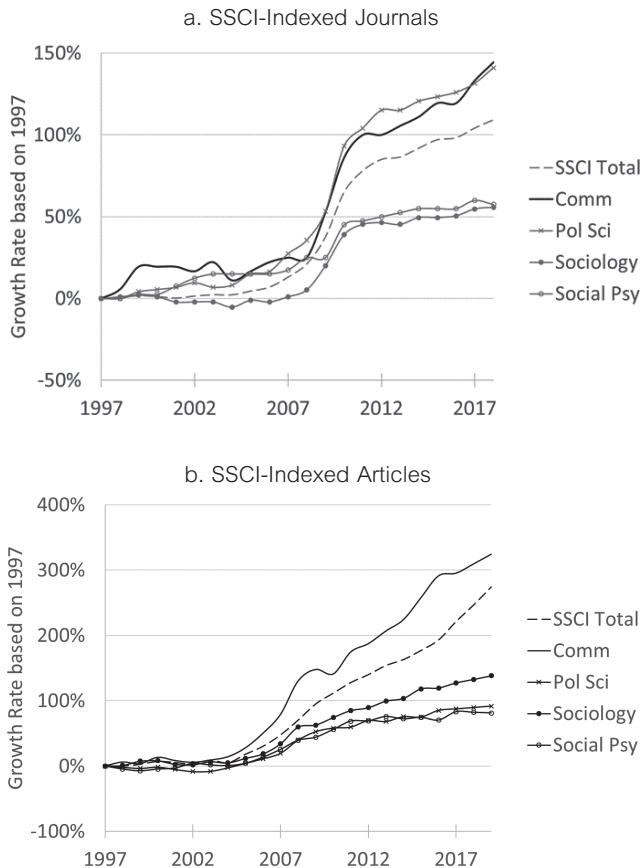 a. SSCI-Indexed Journals
150%
100%
50%
0%
-50%
Growth Rate based on 1997
1997 2002 2007 2012 2017
SSCI Total
Comm
Pol Sci
Sociology
Social Psy
b. SSCI-Indexed Articles
400%
300%
200%
100%
0%
-100%
Growth Rate based on 1997
1997 2002 2007 2012 2017
SSCI Total
Comm
Pol Sci
Sociology
Social Psy